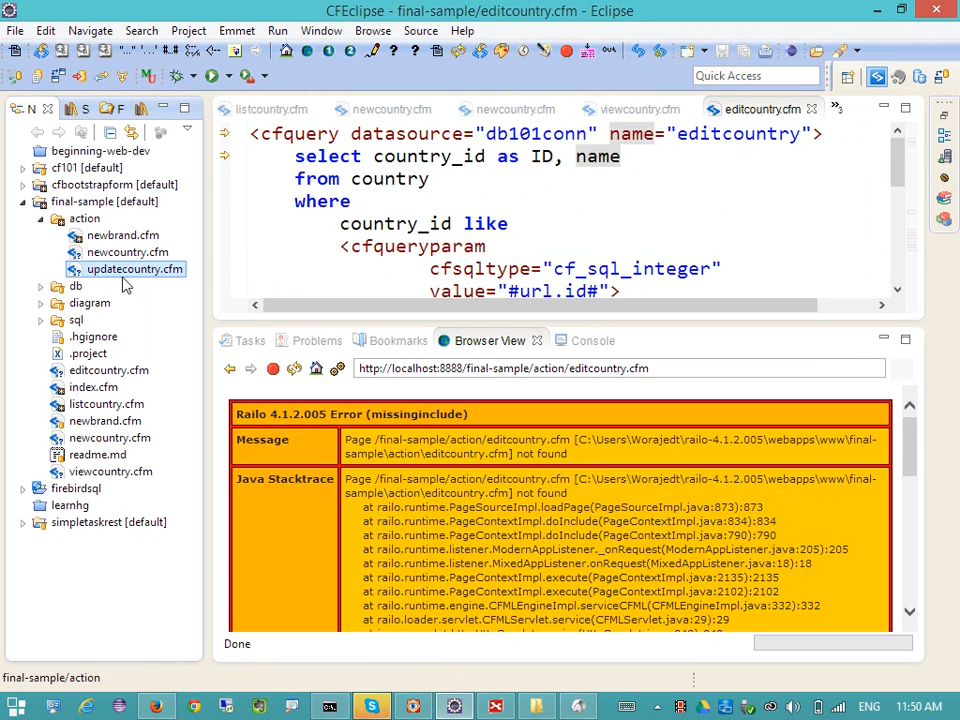 CFEclipse - final-sample/editcountry.cfm - Eclipse
File Edit Navigate Search Project Emmet Run Window Browse Source Help
Quick Access
N S F
listcountry.cfm newcountry.cfm newcountry.cfm viewcountry.cfm editcountry.cfm »3
beginning-web-dev
cf101 [default]
cfbootstrapform [default]
final-sample [default]
action
newbrand.cfm
newcountry.cfm
updatecountry.cfm
db
diagram
sql
.hgignore
.project
editcountry.cfm
index.cfm
listcountry.cfm
newbrand.cfm
newcountry.cfm
readme.md
viewcountry.cfm
firebirdsql
learnhg
simpletaskrest [default]
<cfquery datasource="db101conn" name="editcountry">
select country_id as ID, name
from country
where
country_id like
<cfqueryparam
cfsqltype="cf_sql_integer"
value="#url.id#">
Tasks Problems Bookmarks Browser View Console
http://localhost:8888/final-sample/action/editcountry.cfm
Railo 4.1.2.005 Error (missinginclude)
Message Page /final-sample/action/editcountry.cfm [C:\Users\Worajedt\railo-4.1.2.005\webapps\www\final-
sample\action\editcountry.cfm] not found
Java Stacktrace Page /final-sample/action/editcountry.cfm [C:\Users\Worajedt\railo-4.1.2.005\webapps\www\final-
sample\action\editcountry.cfm] not found
at railo.runtime.PageSourceImpl.loadPage(PageSourceImpl.java:873):873
at railo.runtime.PageContextImpl.doInclude(PageContextImpl.java:834):834
at railo.runtime.PageContextImpl.doInclude(PageContextImpl.java:790):790
at railo.runtime.listener.ModernAppListener._onRequest(ModernAppListener.java:205):205
at railo.runtime.listener.MixedAppListener.onRequest(MixedAppListener.java:18):18
at railo.runtime.PageContextImpl.execute(PageContextImpl.java:2135):2135
at railo.runtime.PageContextImpl.execute(PageContextImpl.java:2102):2102
at railo.runtime.engine.CFMLEngineImpl.serviceCFML(CFMLEngineImpl.java:332):332
at railo.loader.servlet.CFMLServlet.service(CFMLServlet.java:29):29
Done
final-sample/action
ENG 11:50 AM